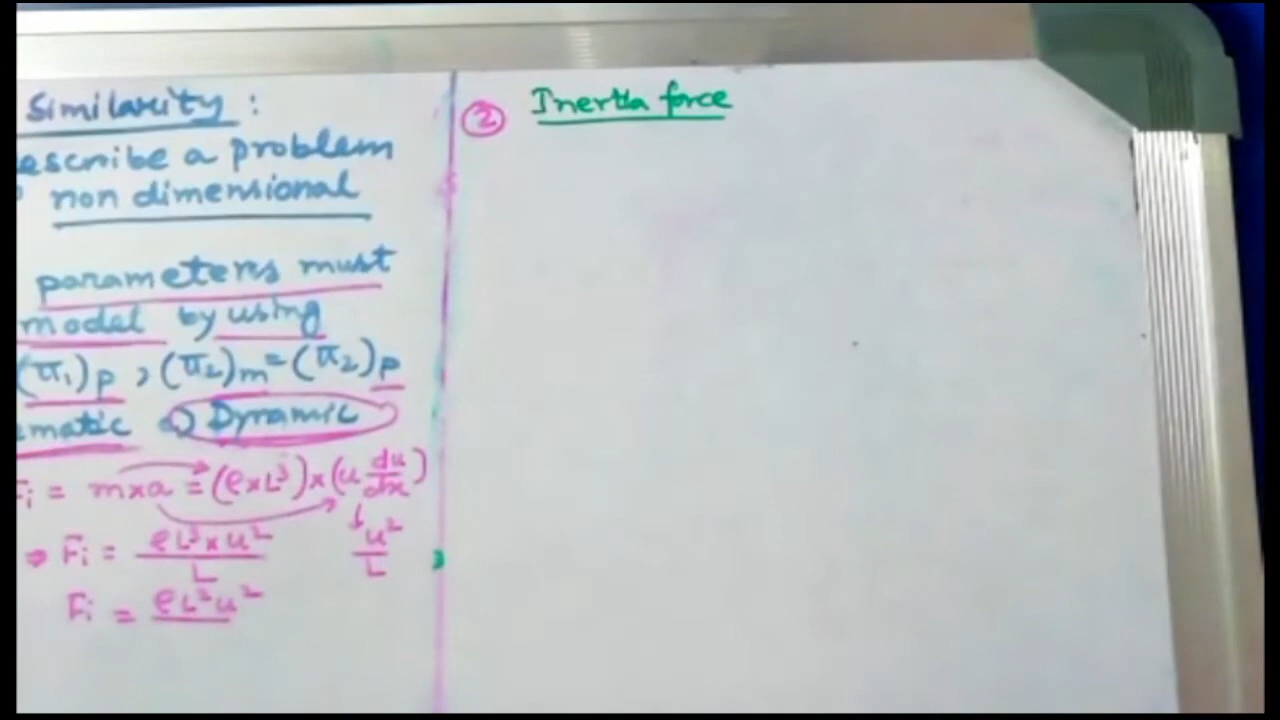 Similarity :
escribe a problem
non dimensional
parameters must
model by using
(π₁)p , (π₂)m = (π₂)p
ematic Dynamic
Fi = m×a = (ρ×L³)×(u du/dx)
⇒ Fi = ρL³×u²/L u²/L
Fi = ρL²u²
② Inertia force